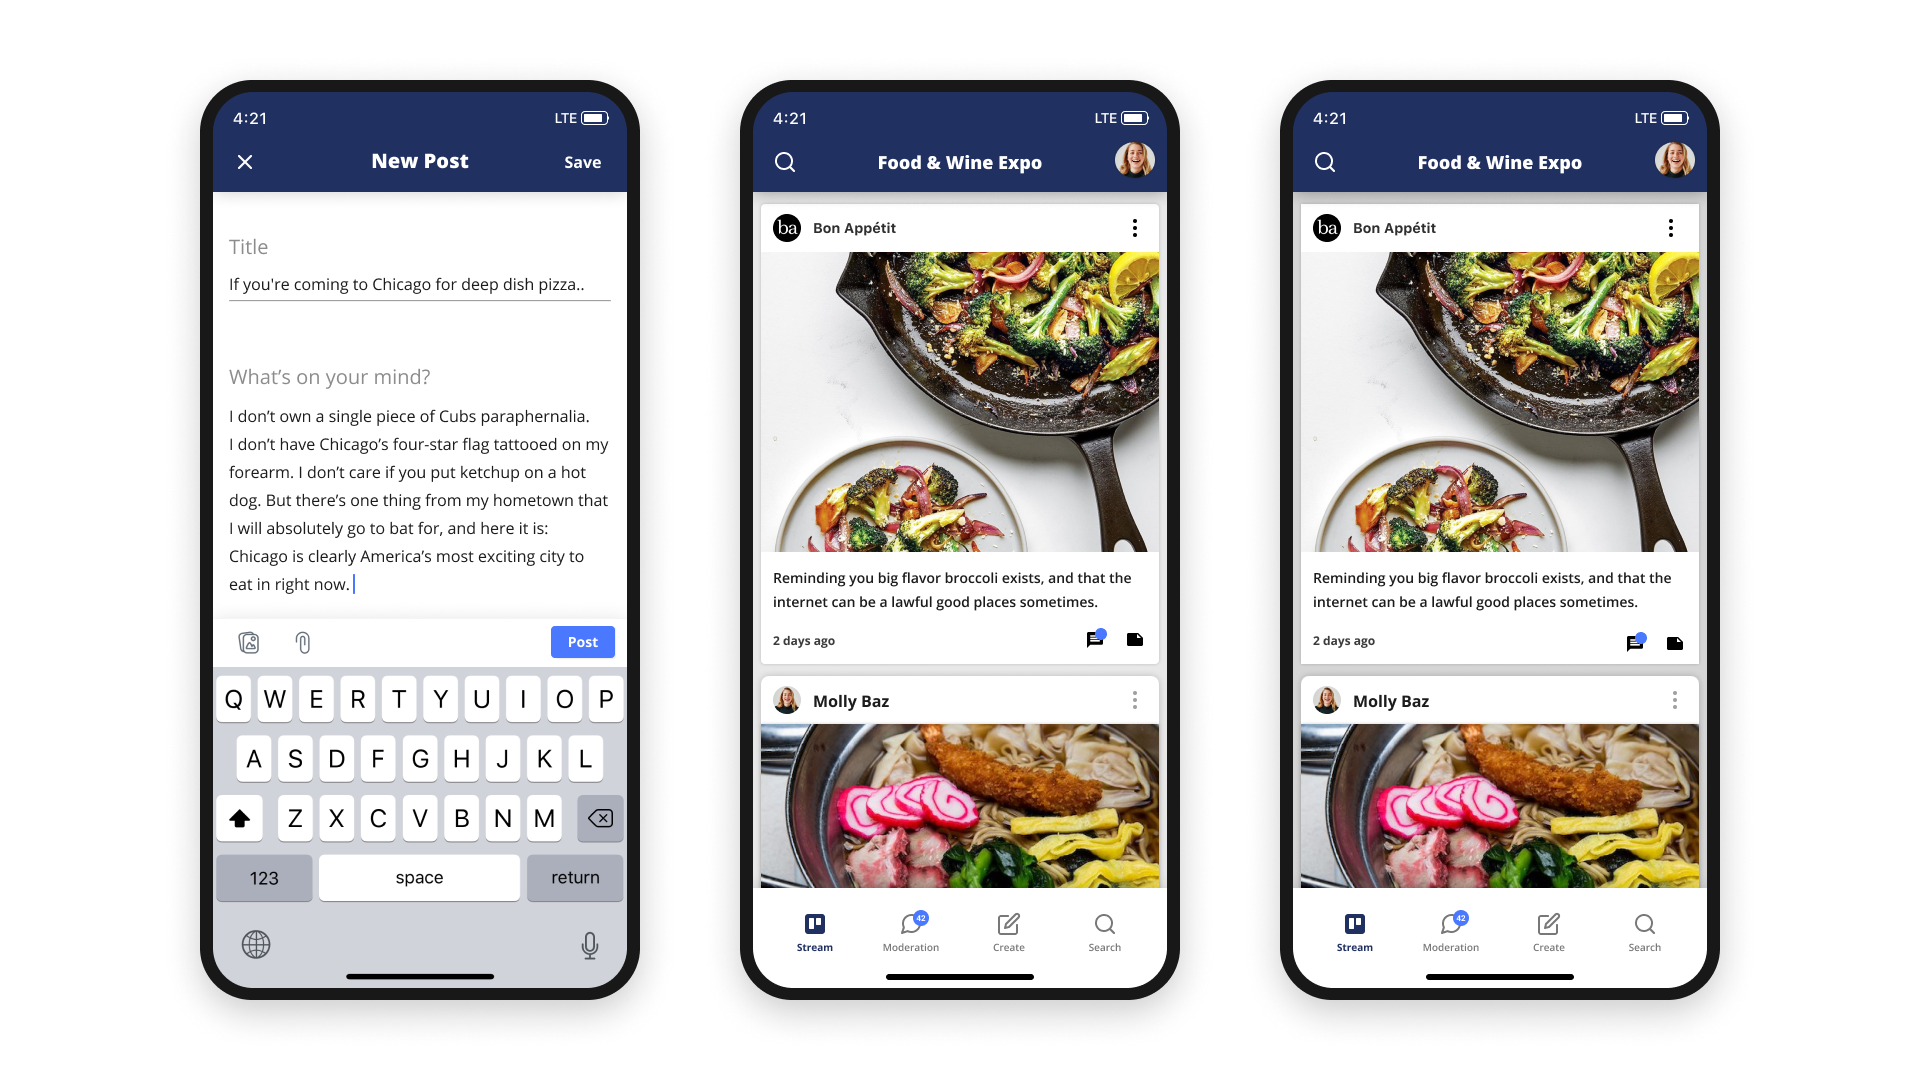 4:21
LTE
New Post
Save
Title
If you're coming to Chicago for deep dish pizza..
What’s on your mind?
I don’t own a single piece of Cubs paraphernalia.
I don’t have Chicago’s four-star flag tattooed on my
forearm. I don’t care if you put ketchup on a hot
dog. But there’s one thing from my hometown that
I will absolutely go to bat for, and here it is:
Chicago is clearly America’s most exciting city to
eat in right now.
Post
Q W E R T Y U I O P
A S D F G H J K L
Z X C V B N M
123 space return
4:21
LTE
Food & Wine Expo
ba
Bon Appétit
Reminding you big flavor broccoli exists, and that the
internet can be a lawful good places sometimes.
2 days ago
Molly Baz
42
Stream Moderation Create Search
4:21
LTE
Food & Wine Expo
ba
Bon Appétit
Reminding you big flavor broccoli exists, and that the
internet can be a lawful good places sometimes.
2 days ago
Molly Baz
42
Stream Moderation Create Search